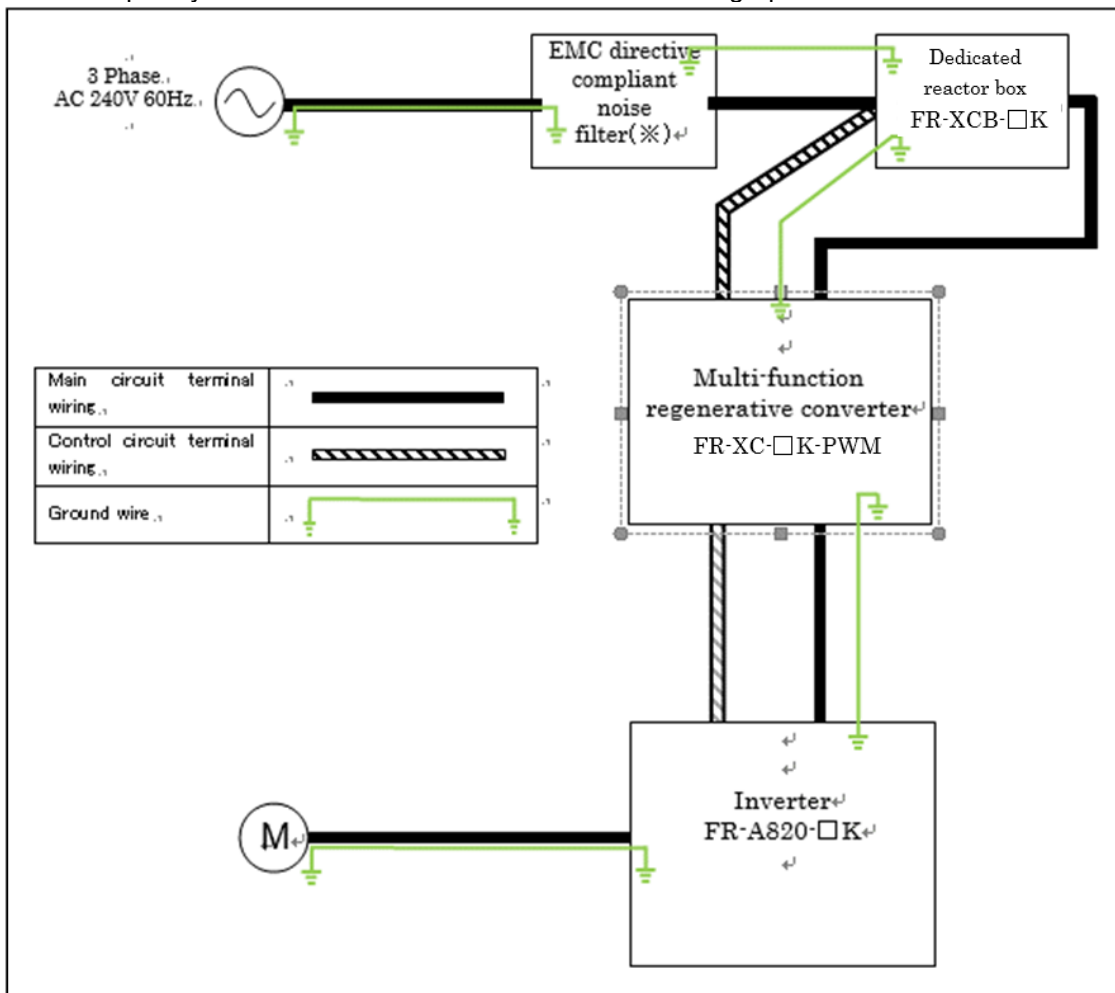 3 Phase
AC 240V 60Hz
EMC directive
compliant
noise
filter(※)↵
Dedicated
reactor box
FR-XCB-□K
↵
↵
Multi-function
regenerative converter↵
FR-XC-□K-PWM
Main circuit terminal
wiring
Control circuit terminal
wiring
Ground wire
↵
↵
Inverter↵
FR-A820-□K↵
↵
M↵